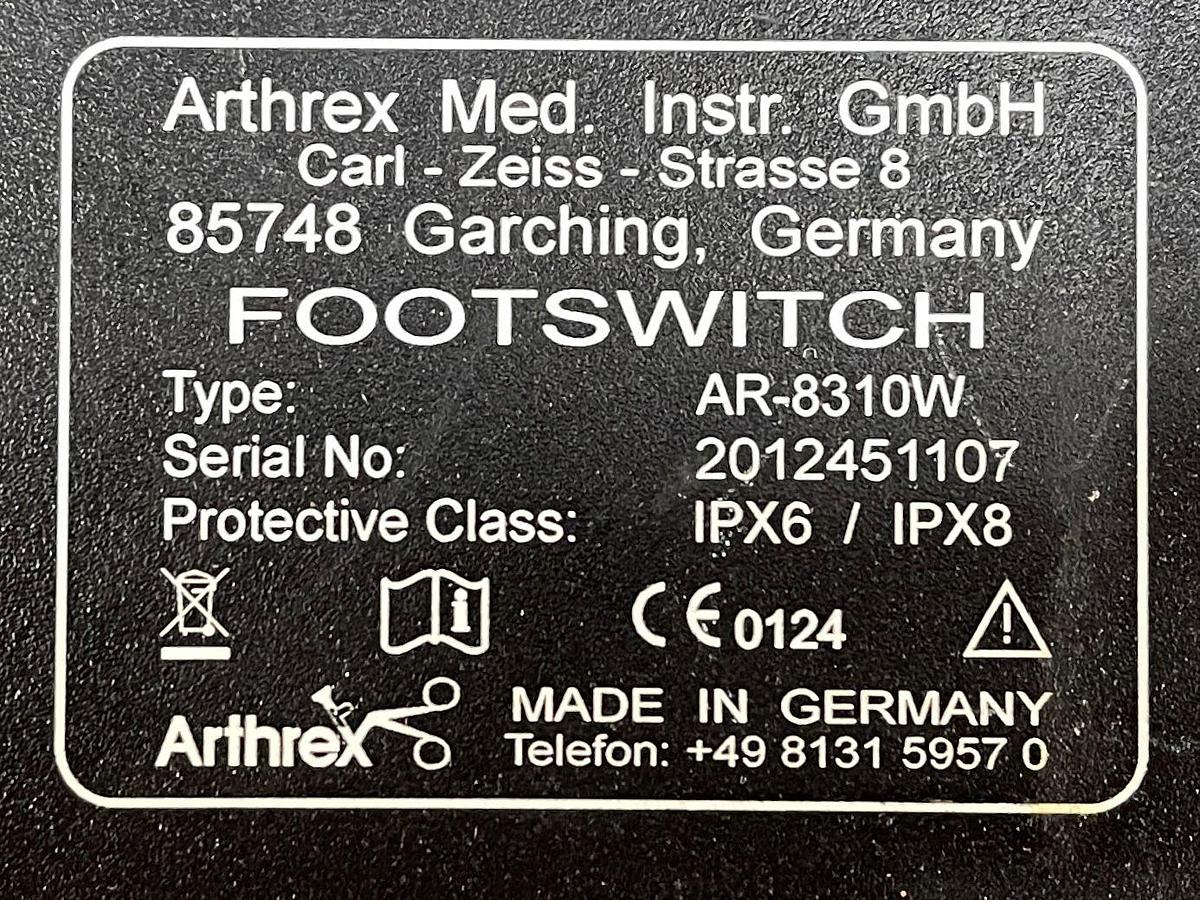 Arthrex Med. Instr. GmbH
Carl - Zeiss - Strasse 8
85748 Garching, Germany
FOOTSWITCH
Type: AR-8310W
Serial No: 2012451107
Protective Class: IPX6 / IPX8
i CE 0124 !
Arthrex MADE IN GERMANY
Telefon: +49 8131 5957 0